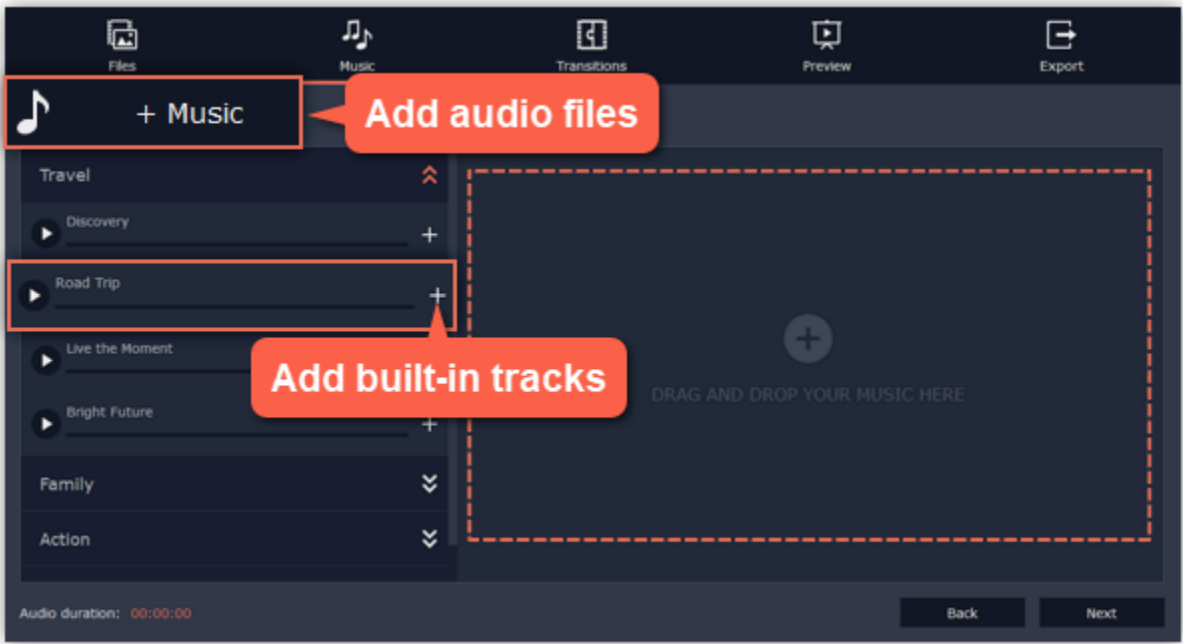 Files
Music
Transitions
Preview
Export
+ Music
Add audio files
Travel
Discovery
Road Trip
Live the Moment
Add built-in tracks
DRAG AND DROP YOUR MUSIC HERE
Bright Future
Family
Action
Audio duration: 00:00:00
Back
Next